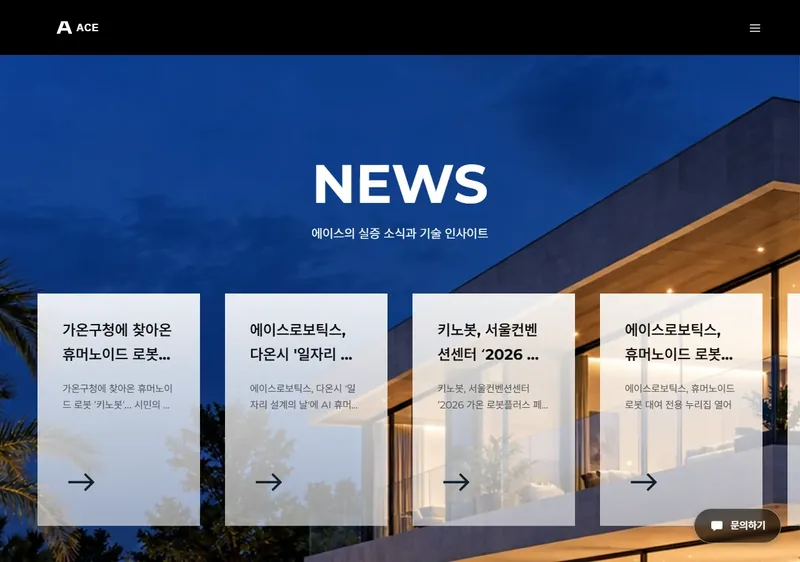 ACE
NEWS
에이스의 실증 소식과 기술 인사이트
가온구청에 찾아온
휴머노이드 로봇...
가온구청에 찾아온 휴머노이
드 로봇 ‘키노봇’... 시민의 ...
에이스로보틱스,
다온시 '일자리 ...
에이스로보틱스, 다온시 '일
자리 설계의 날'에 AI 휴머...
키노봇, 서울컨벤
션센터 ‘2026 ...
키노봇, 서울컨벤션센터
‘2026 가온 로봇플러스 페...
에이스로보틱스,
휴머노이드 로봇...
에이스로보틱스, 휴머노이드
로봇 대여 전용 누리집 열어
문의하기